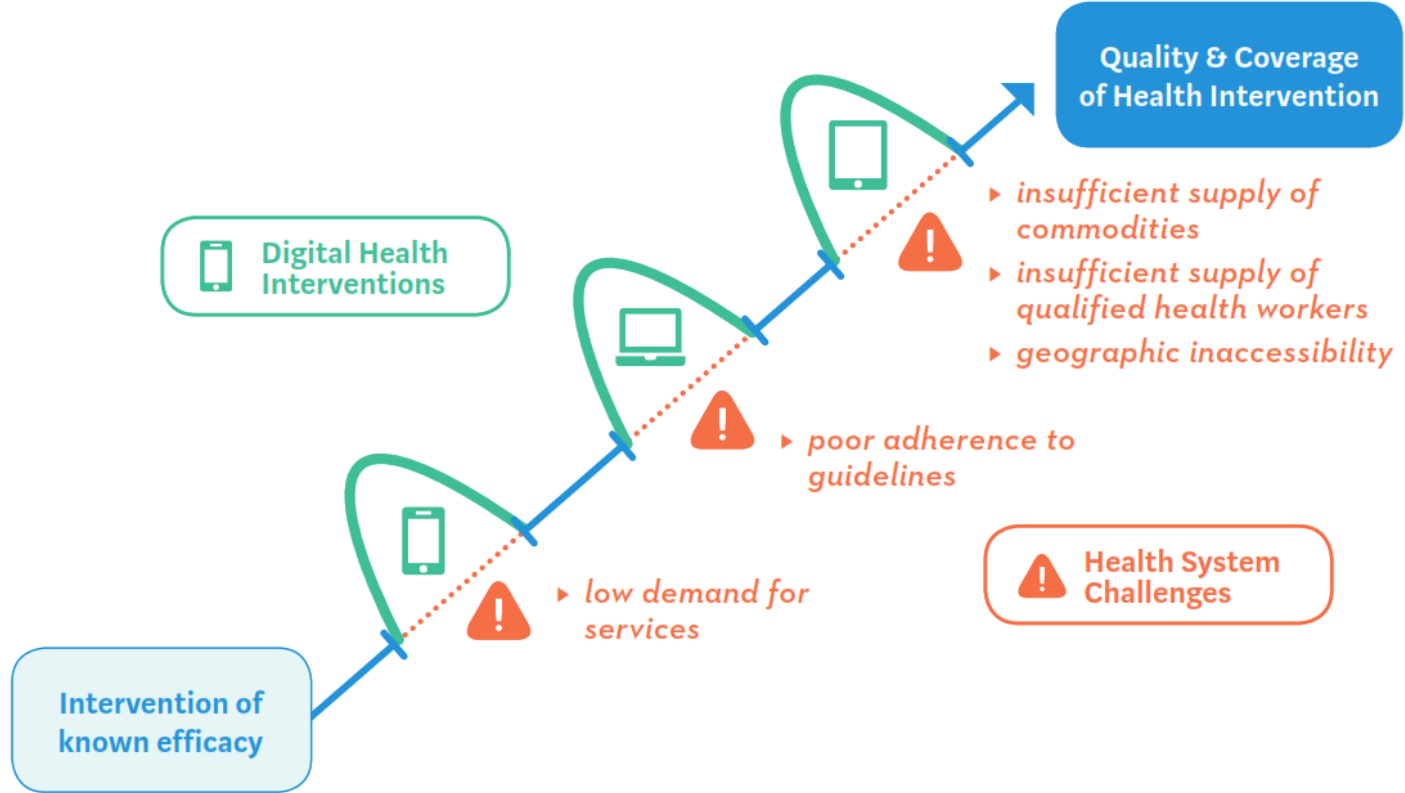 Quality & Coverage
of Health Intervention
insufficient supply of
commodities
insufficient supply of
qualified health workers
geographic inaccessibility
Digital Health
Interventions
poor adherence to
guidelines
Health System
Challenges
low demand for
services
Intervention of
known efficacy